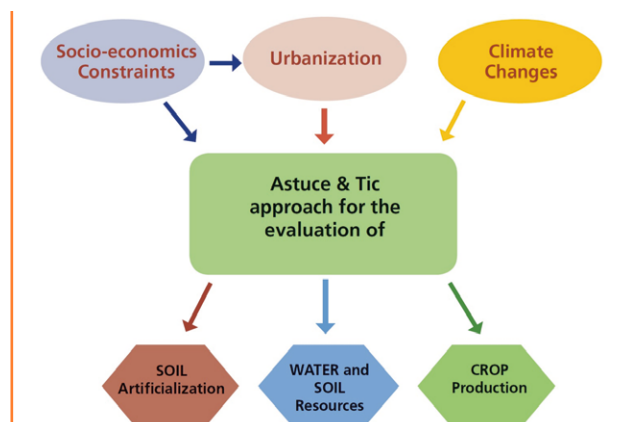 Socio-economics
Constraints
Urbanization
Climate
Changes
Astuce & Tic
approach for the
evaluation of
SOIL
Artificialization
WATER and
SOIL
Resources
CROP
Production